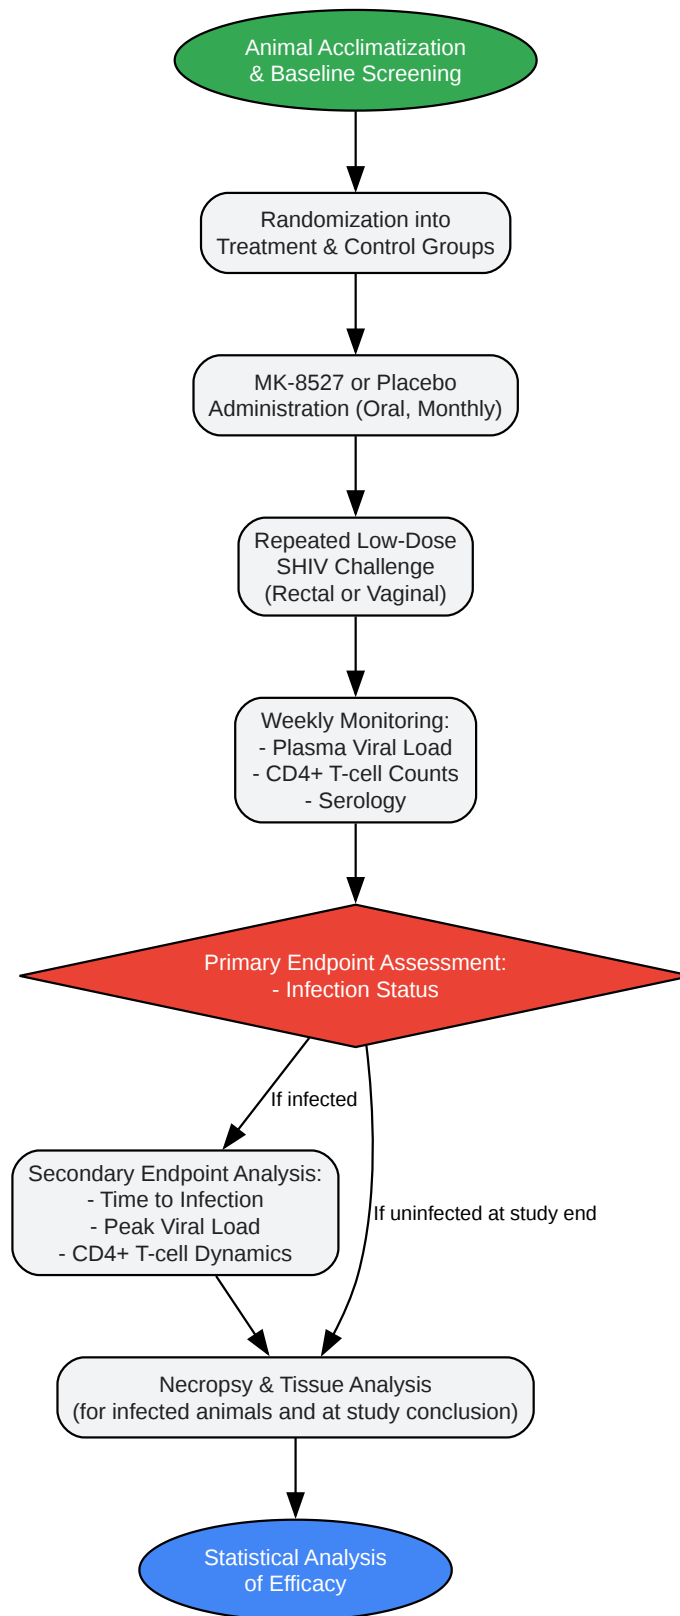 Animal Acclimatization
& Baseline Screening
Randomization into
Treatment & Control Groups
MK-8527 or Placebo
Administration (Oral, Monthly)
Repeated Low-Dose
SHIV Challenge
(Rectal or Vaginal)
Weekly Monitoring:
- Plasma Viral Load
- CD4+ T-cell Counts
- Serology
Primary Endpoint Assessment:
- Infection Status
If infected
Secondary Endpoint Analysis:
- Time to Infection
- Peak Viral Load
- CD4+ T-cell Dynamics
If uninfected at study end
Necropsy & Tissue Analysis
(for infected animals and at study conclusion)
Statistical Analysis
of Efficacy